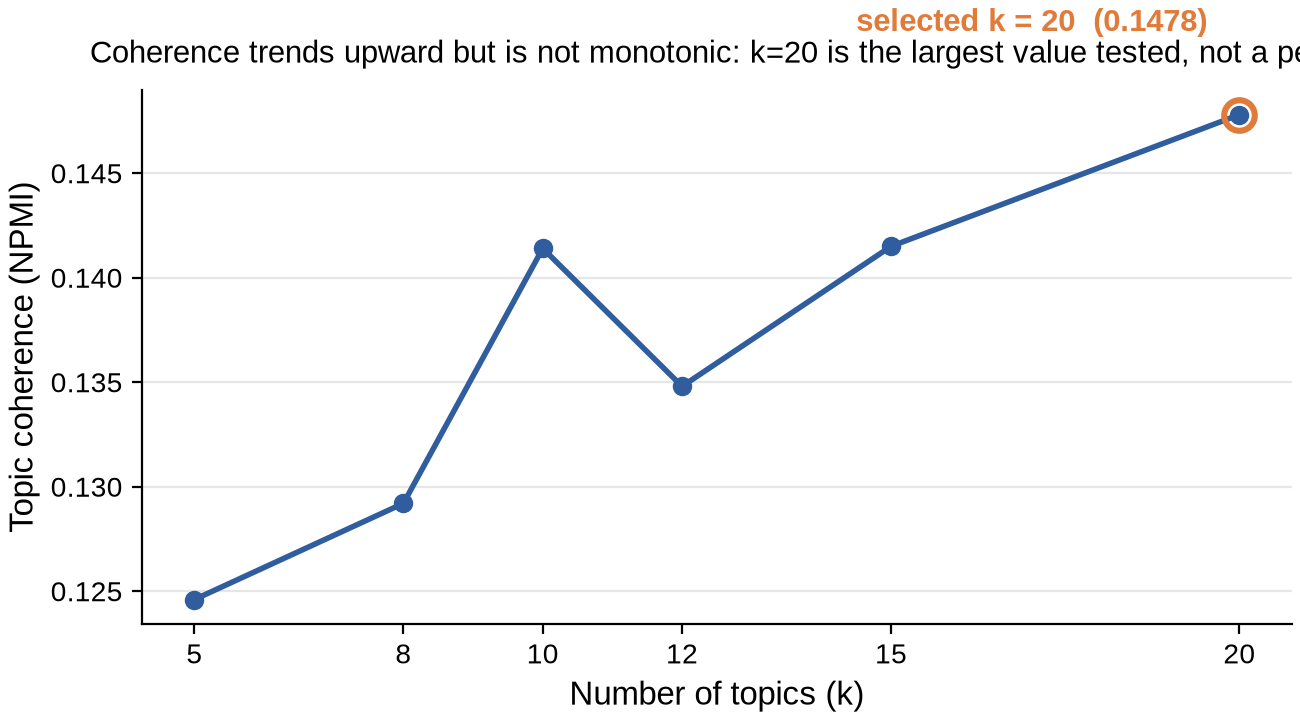 selected k = 20 (0.1478)
Coherence trends upward but is not monotonic: k=20 is the largest value tested, not a
0.145
0.140
0.135
0.130
0.125
Topic coherence (NPMI)
5 8 10 12 15 20
Number of topics (k)